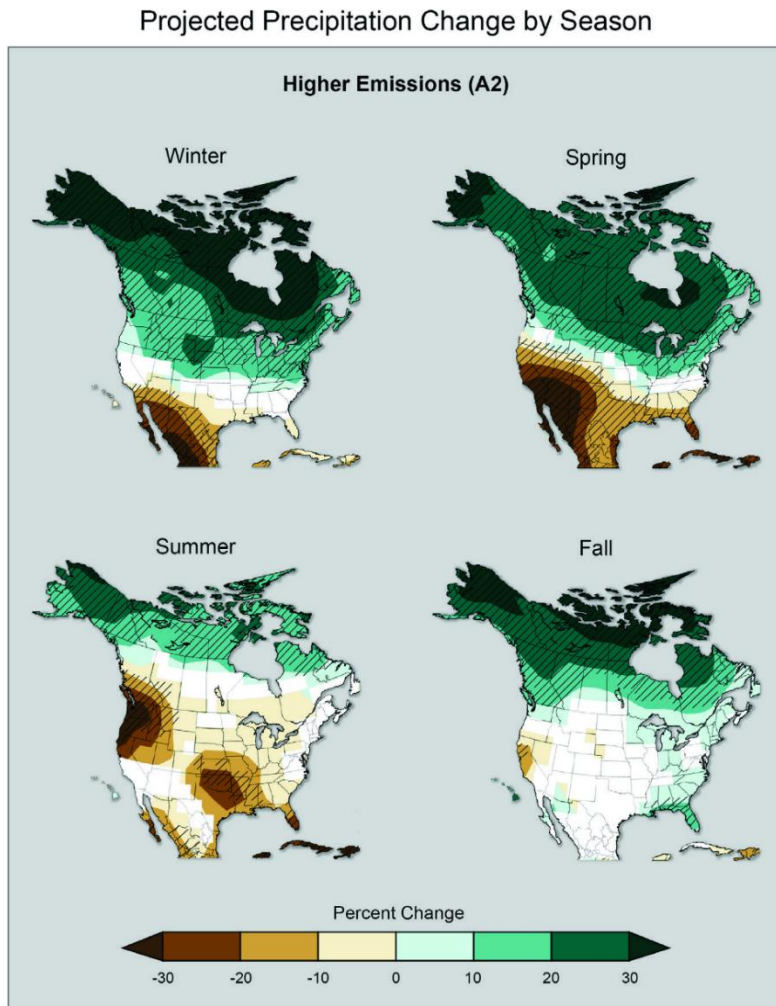 Projected Precipitation Change by Season
Higher Emissions (A2)
Winter
Spring
Summer
Fall
Percent Change
-30 -20 -10 0 10 20 30